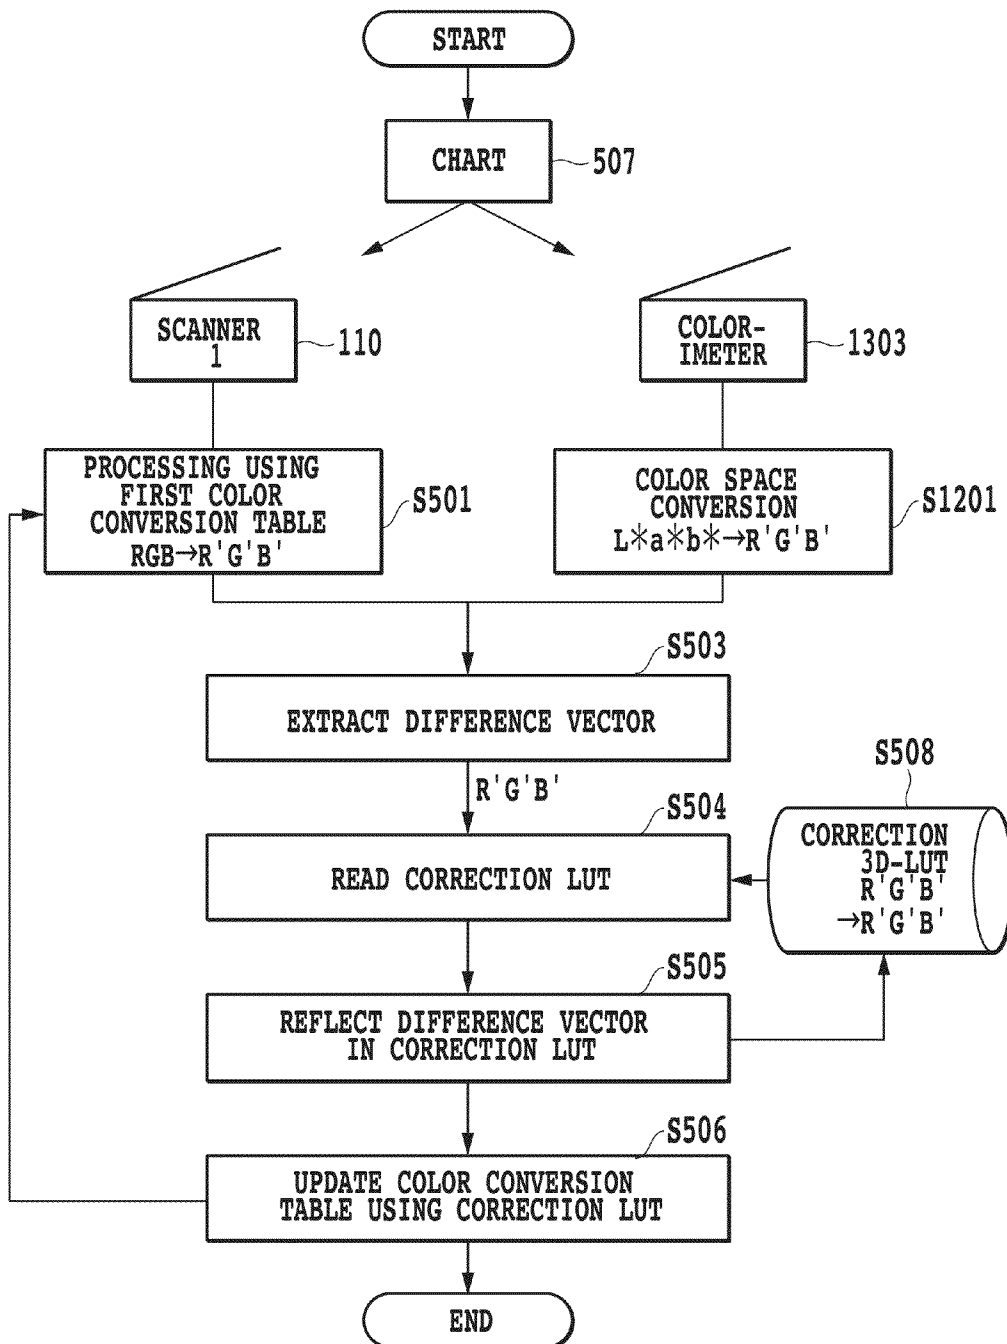 START
CHART
507
SCANNER
1
110
COLOR-
IMETER
1303
PROCESSING USING
FIRST COLOR
CONVERSION TABLE
RGB→R'G'B'
S501
COLOR SPACE
CONVERSION
L*a*b*→R'G'B'
S1201
S503
EXTRACT DIFFERENCE VECTOR
R'G'B'
S504
READ CORRECTION LUT
S508
CORRECTION
3D-LUT
R'G'B'
→R'G'B'
S505
REFLECT DIFFERENCE VECTOR
IN CORRECTION LUT
S506
UPDATE COLOR CONVERSION
TABLE USING CORRECTION LUT
END